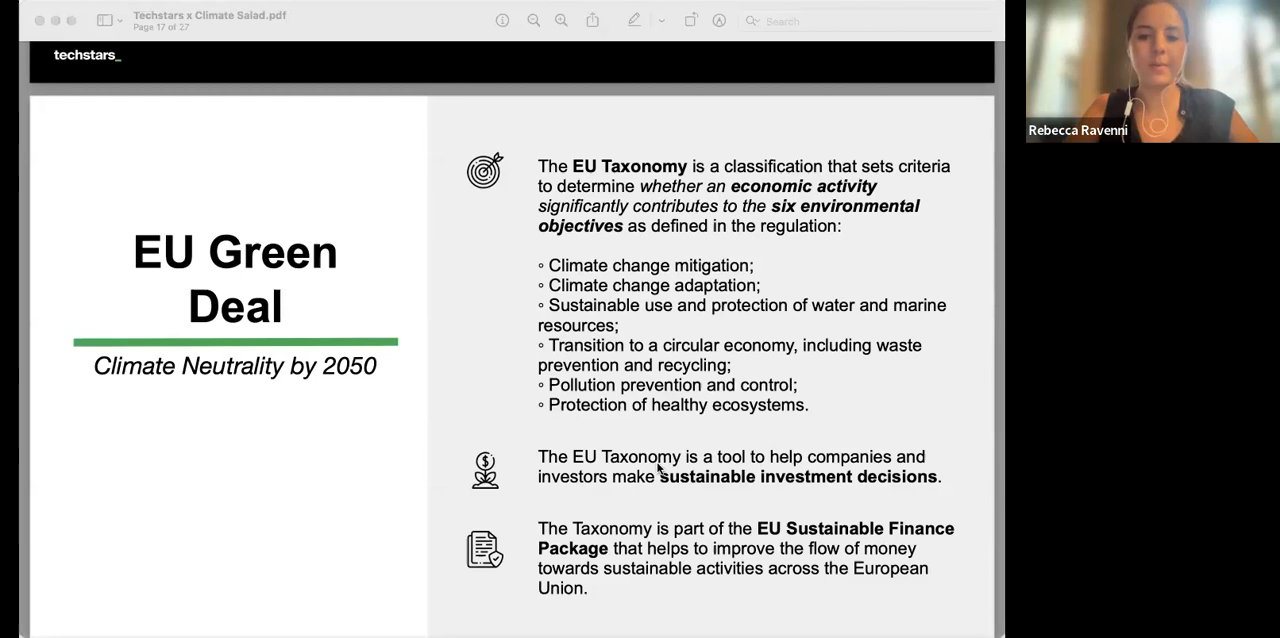 Techstars x Climate Salad.pdf
Page 17 of 27
Search
techstars_
Rebecca Ravenni
EU Green
Deal
Climate Neutrality by 2050
The EU Taxonomy is a classification that sets criteria
to determine whether an economic activity
significantly contributes to the six environmental
objectives as defined in the regulation:
◦ Climate change mitigation;
◦ Climate change adaptation;
◦ Sustainable use and protection of water and marine
resources;
◦ Transition to a circular economy, including waste
prevention and recycling;
◦ Pollution prevention and control;
◦ Protection of healthy ecosystems.
The EU Taxonomy is a tool to help companies and
investors make sustainable investment decisions.
The Taxonomy is part of the EU Sustainable Finance
Package that helps to improve the flow of money
towards sustainable activities across the European
Union.